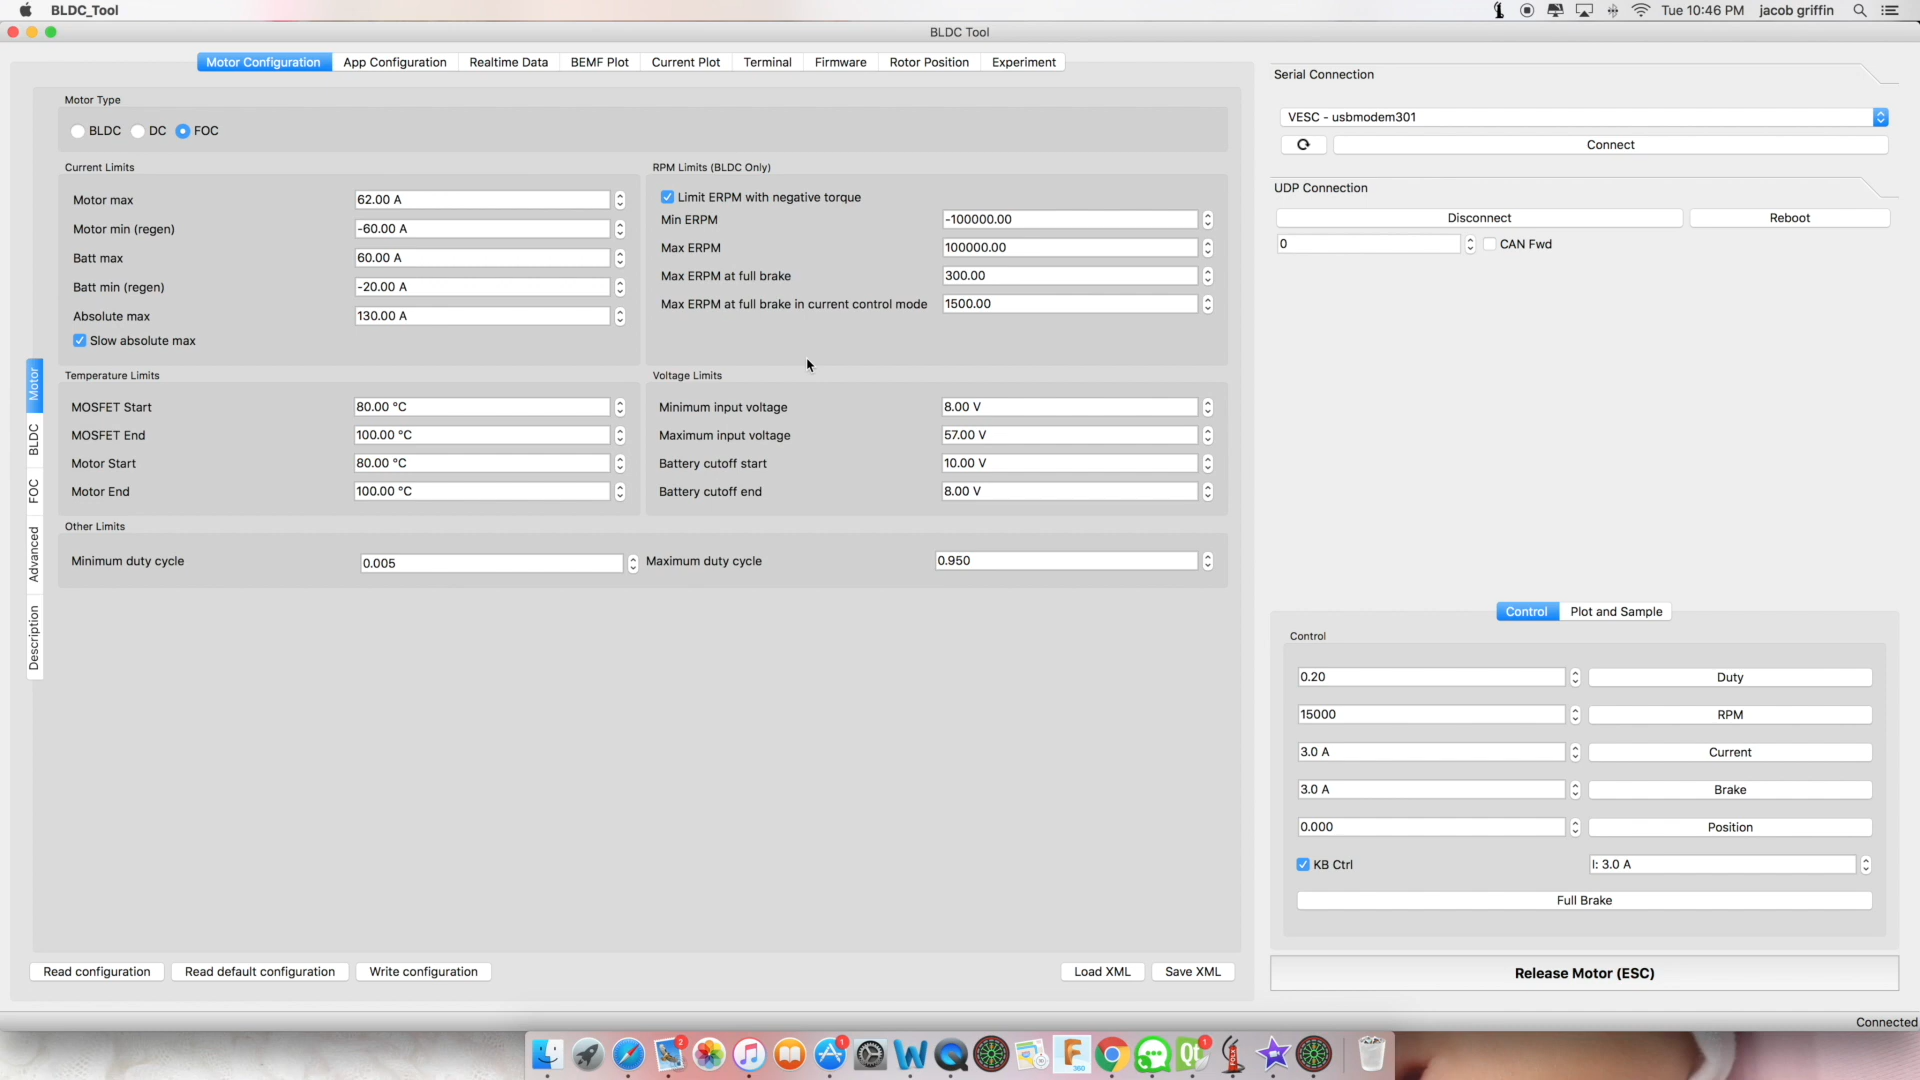 BLDC_Tool
Tue 10:46 PM jacob griffin
BLDC Tool
Motor Configuration App Configuration Realtime Data BEMF Plot Current Plot Terminal Firmware Rotor Position Experiment
Motor Type
BLDC DC FOC
Current Limits
Motor max 62.00 A
Motor min (regen) -60.00 A
Batt max 60.00 A
Batt min (regen) -20.00 A
Absolute max 130.00 A
Slow absolute max
RPM Limits (BLDC Only)
Limit ERPM with negative torque
Min ERPM -100000.00
Max ERPM 100000.00
Max ERPM at full brake 300.00
Max ERPM at full brake in current control mode 1500.00
Temperature Limits
MOSFET Start 80.00 °C
MOSFET End 100.00 °C
Motor Start 80.00 °C
Motor End 100.00 °C
Voltage Limits
Minimum input voltage 8.00 V
Maximum input voltage 57.00 V
Battery cutoff start 10.00 V
Battery cutoff end 8.00 V
Other Limits
Minimum duty cycle 0.005 Maximum duty cycle 0.950
Motor
BLDC
FOC
Advanced
Description
Read configuration Read default configuration Write configuration Load XML Save XML
Serial Connection
VESC - usbmodem301
Connect
UDP Connection
Disconnect Reboot
0 CAN Fwd
Control Plot and Sample
Control
0.20 Duty
15000 RPM
3.0 A Current
3.0 A Brake
0.000 Position
KB Ctrl I: 3.0 A
Full Brake
Release Motor (ESC)
Connected
2 1 F 360 Qt 1